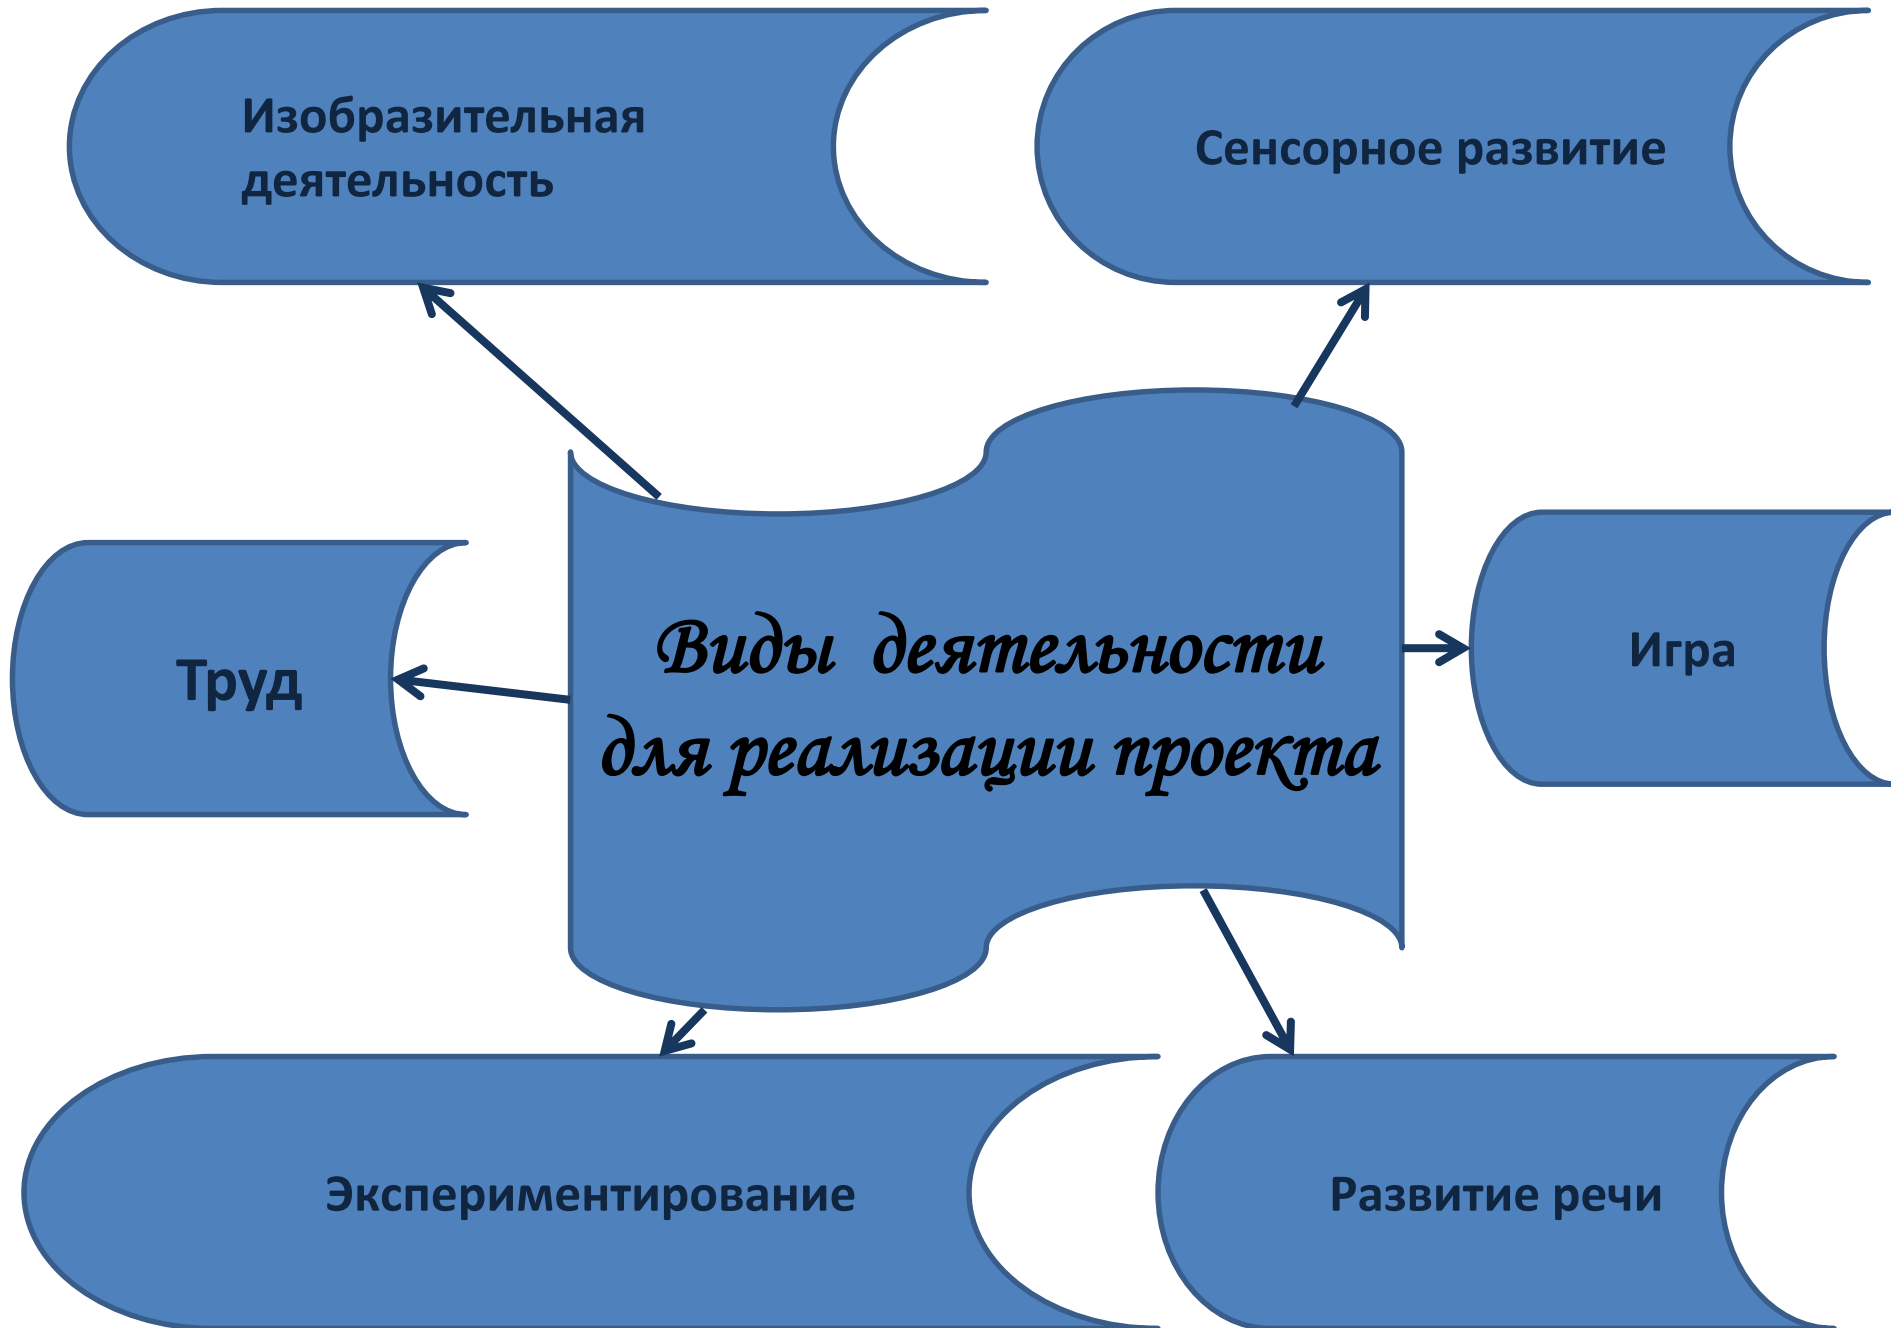 Изобразительная
деятельность
Сенсорное развитие
Виды деятельности
для реализации проекта
Труд
Игра
Экспериментирование
Развитие речи